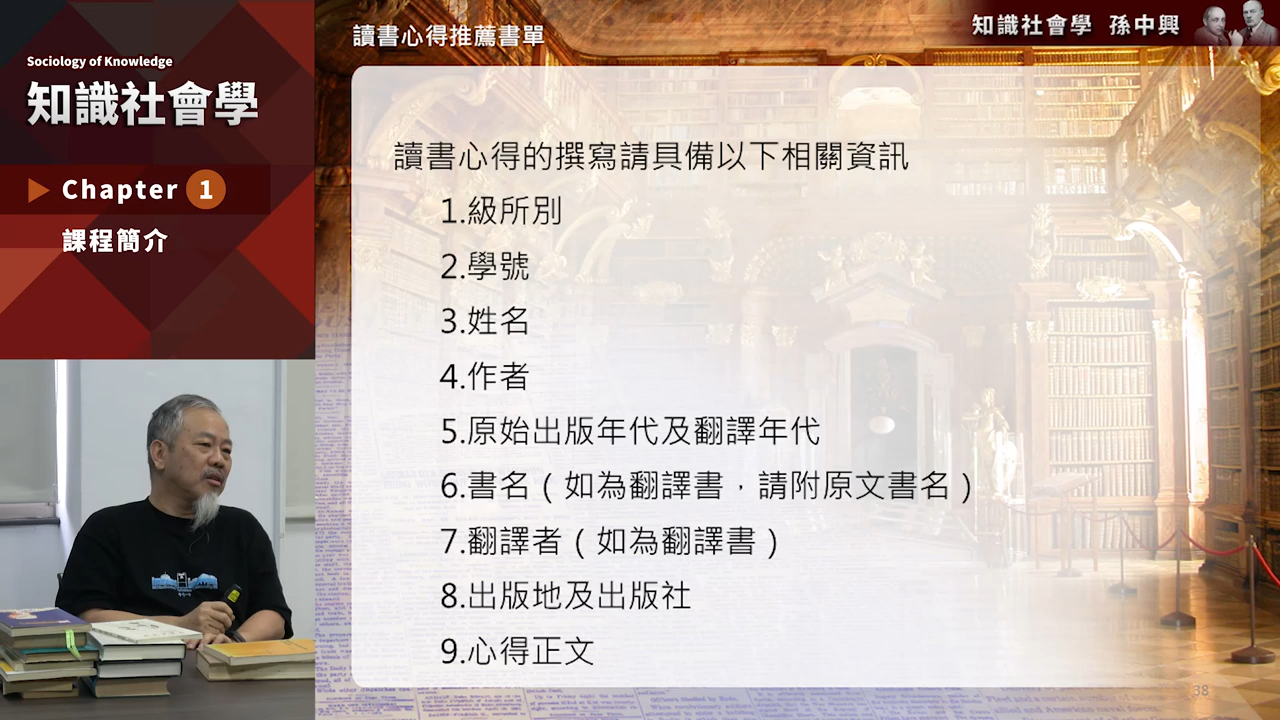 Sociology of Knowledge
知識社會學
Chapter 1
課程簡介
讀書心得推薦書單
知識社會學 孫中興
讀書心得的撰寫請具備以下相關資訊
1.級所別
2.學號
3.姓名
4.作者
5.原始出版年代及翻譯年代
6.書名（如為翻譯書，請附原文書名）
7.翻譯者（如為翻譯書）
8.出版地及出版社
9.心得正文
38